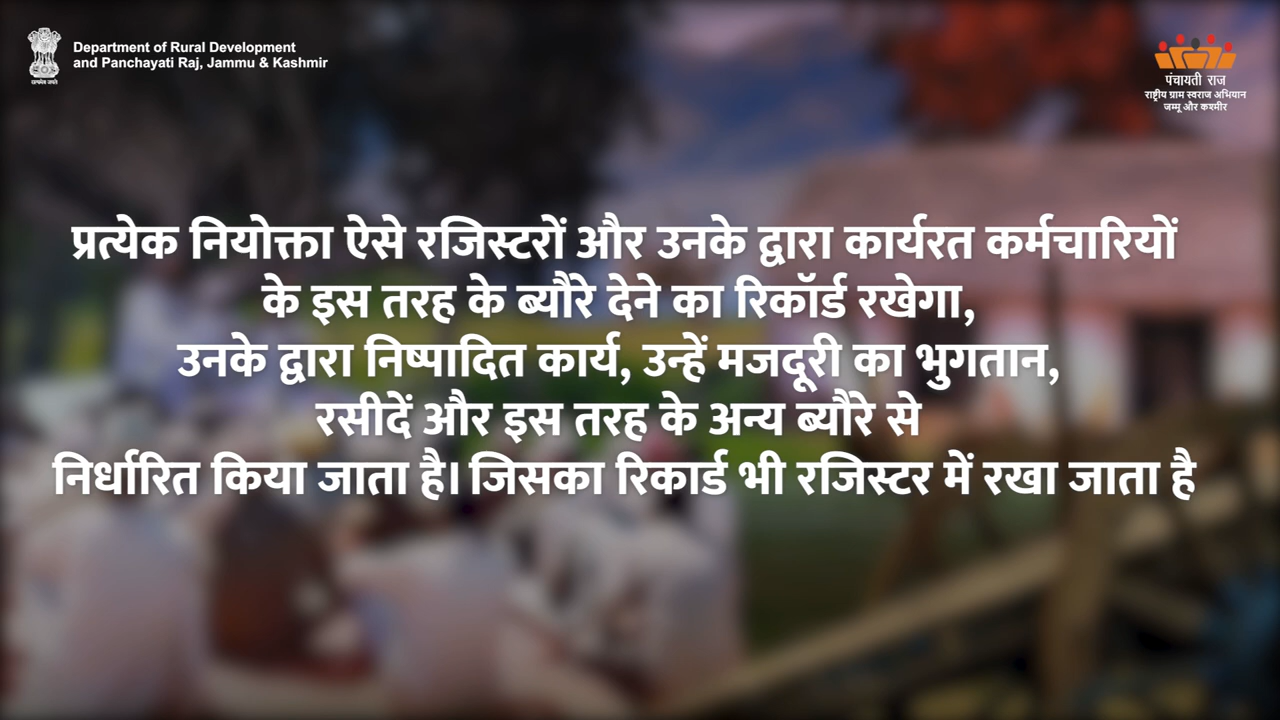 Department of Rural Development
and Panchayati Raj, Jammu & Kashmir
पंचायती राज
राष्ट्रीय ग्राम स्वराज अभियान
जम्मू और कश्मीर
प्रत्येक नियोक्ता ऐसे रजिस्टरों और उनके द्वारा कार्यरत कर्मचारियों
के इस तरह के ब्यौरे देने का रिकॉर्ड रखेगा,
उनके द्वारा निष्पादित कार्य, उन्हें मजदूरी का भुगतान,
रसीदें और इस तरह के अन्य ब्यौरे से
निर्धारित किया जाता है। जिसका रिकार्ड भी रजिस्टर में रखा जाता है